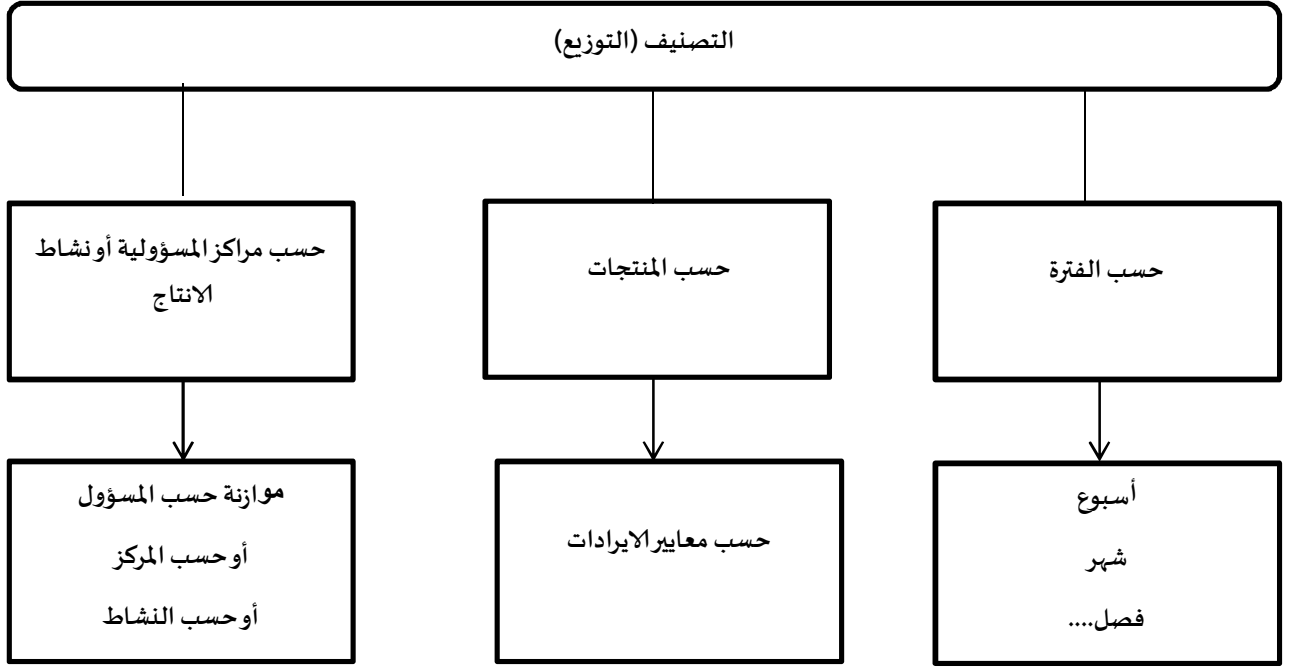 التصنيف (التوزيع)
حسب الفترة
حسب المنتجات
حسب مراكز المسؤولية أو نشاط
الانتاج
أسبوع
شهر
فصل....
حسب معايير الايرادات
موازنة حسب المسؤول
أو حسب المركز
أو حسب النشاط